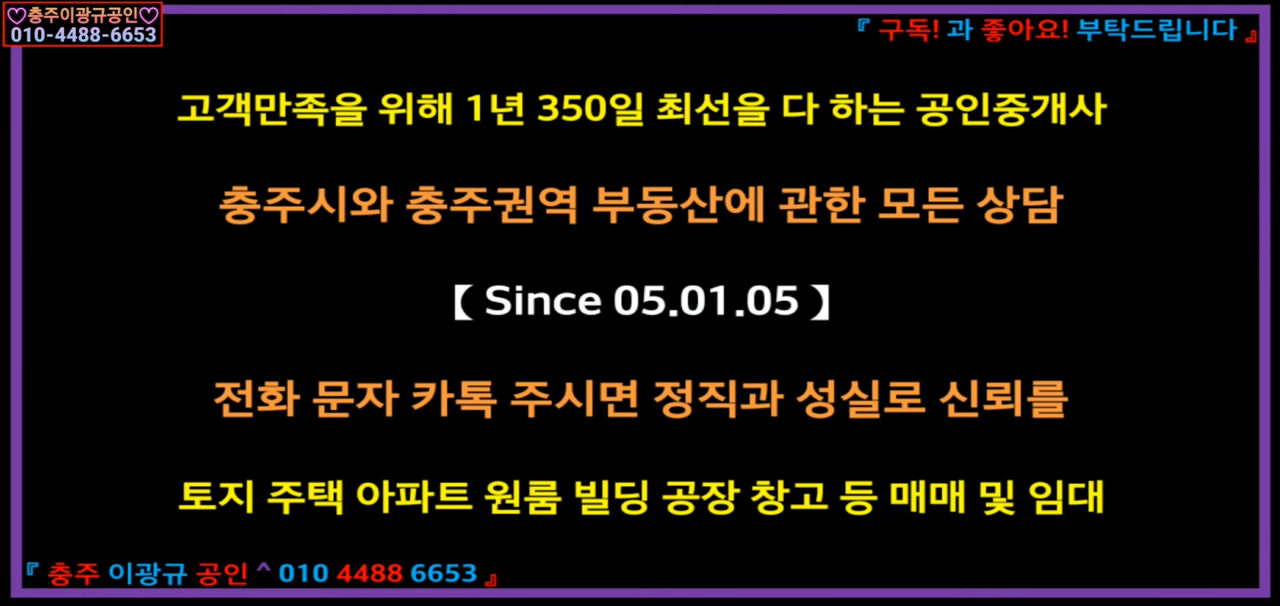 ♡충주이광규공인♡
010-4488-6653
『 구독! 과 좋아요! 부탁드립니다 』
고객만족을 위해 1년 350일 최선을 다 하는 공인중개사
충주시와 충주권역 부동산에 관한 모든 상담
【 Since 05.01.05 】
전화 문자 카톡 주시면 정직과 성실로 신뢰를
토지 주택 아파트 원룸 빌딩 공장 창고 등 매매 및 임대
『 충주 이광규 공인 ^ 010 4488 6653 』